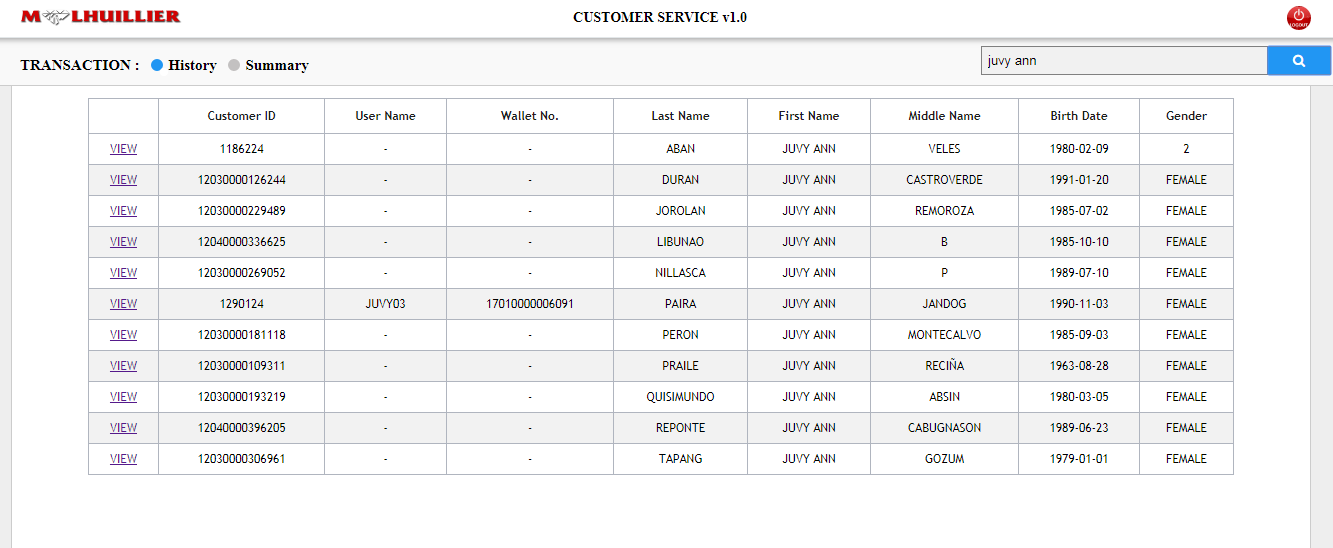 M LHUILLIER
CUSTOMER SERVICE v1.0
LOGOUT
TRANSACTION : History Summary
juvy ann
Customer ID User Name Wallet No. Last Name First Name Middle Name Birth Date Gender
VIEW 1186224 - - ABAN JUVY ANN VELES 1980-02-09 2
VIEW 12030000126244 - - DURAN JUVY ANN CASTROVERDE 1991-01-20 FEMALE
VIEW 12030000229489 - - JOROLAN JUVY ANN REMOROZA 1985-07-02 FEMALE
VIEW 12040000336625 - - LIBUNAO JUVY ANN B 1985-10-10 FEMALE
VIEW 12030000269052 - - NILLASCA JUVY ANN P 1989-07-10 FEMALE
VIEW 1290124 JUVY03 17010000006091 PAIRA JUVY ANN JANDOG 1990-11-03 FEMALE
VIEW 12030000181118 - - PERON JUVY ANN MONTECALVO 1985-09-03 FEMALE
VIEW 12030000109311 - - PRAILE JUVY ANN RECIÑA 1963-08-28 FEMALE
VIEW 12030000193219 - - QUISIMUNDO JUVY ANN ABSIN 1980-03-05 FEMALE
VIEW 12040000396205 - - REPONTE JUVY ANN CABUGNASON 1989-06-23 FEMALE
VIEW 12030000306961 - - TAPANG JUVY ANN GOZUM 1979-01-01 FEMALE